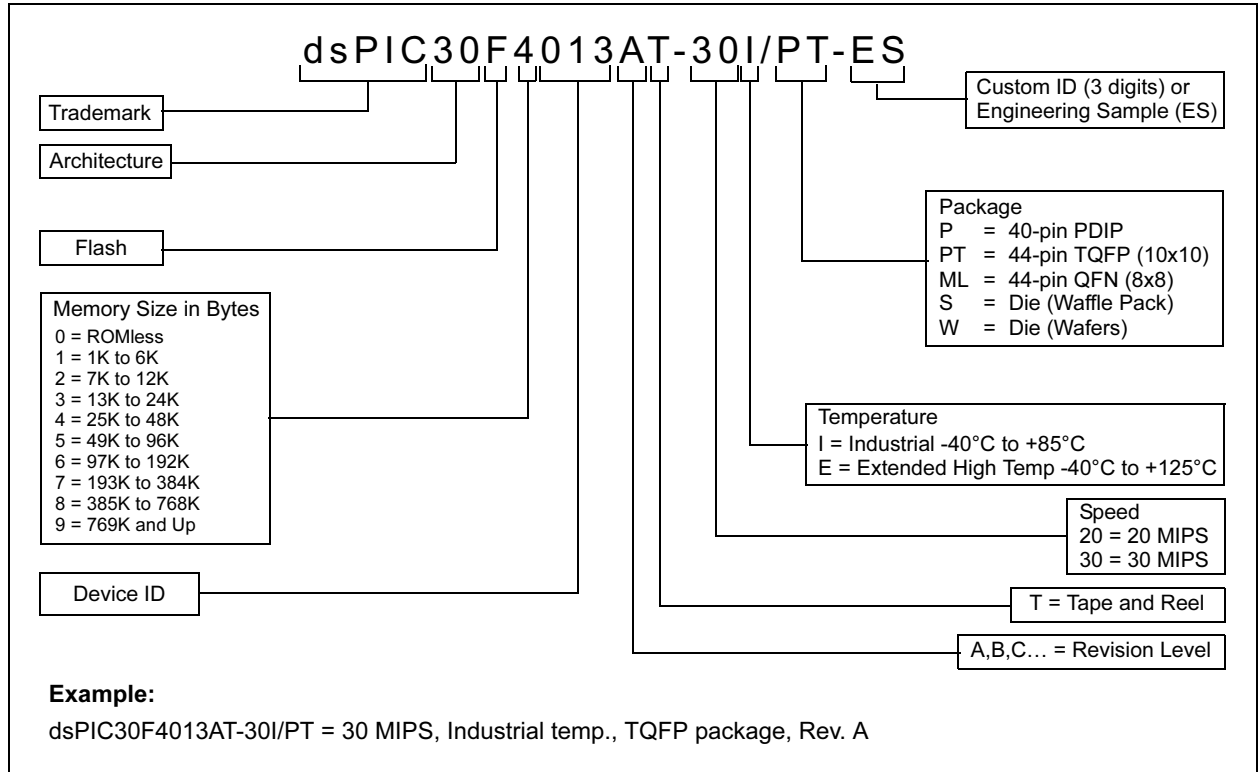 dsPIC30F4013AT-30I/PT-ES
Trademark
Architecture
Flash
Memory Size in Bytes
0 = ROMless
1 = 1K to 6K
2 = 7K to 12K
3 = 13K to 24K
4 = 25K to 48K
5 = 49K to 96K
6 = 97K to 192K
7 = 193K to 384K
8 = 385K to 768K
9 = 769K and Up
Device ID
Custom ID (3 digits) or
Engineering Sample (ES)
Package
P = 40-pin PDIP
PT = 44-pin TQFP (10x10)
ML = 44-pin QFN (8x8)
S = Die (Waffle Pack)
W = Die (Wafers)
Temperature
I = Industrial -40°C to +85°C
E = Extended High Temp -40°C to +125°C
Speed
20 = 20 MIPS
30 = 30 MIPS
T = Tape and Reel
A,B,C… = Revision Level
Example:
dsPIC30F4013AT-30I/PT = 30 MIPS, Industrial temp., TQFP package, Rev. A